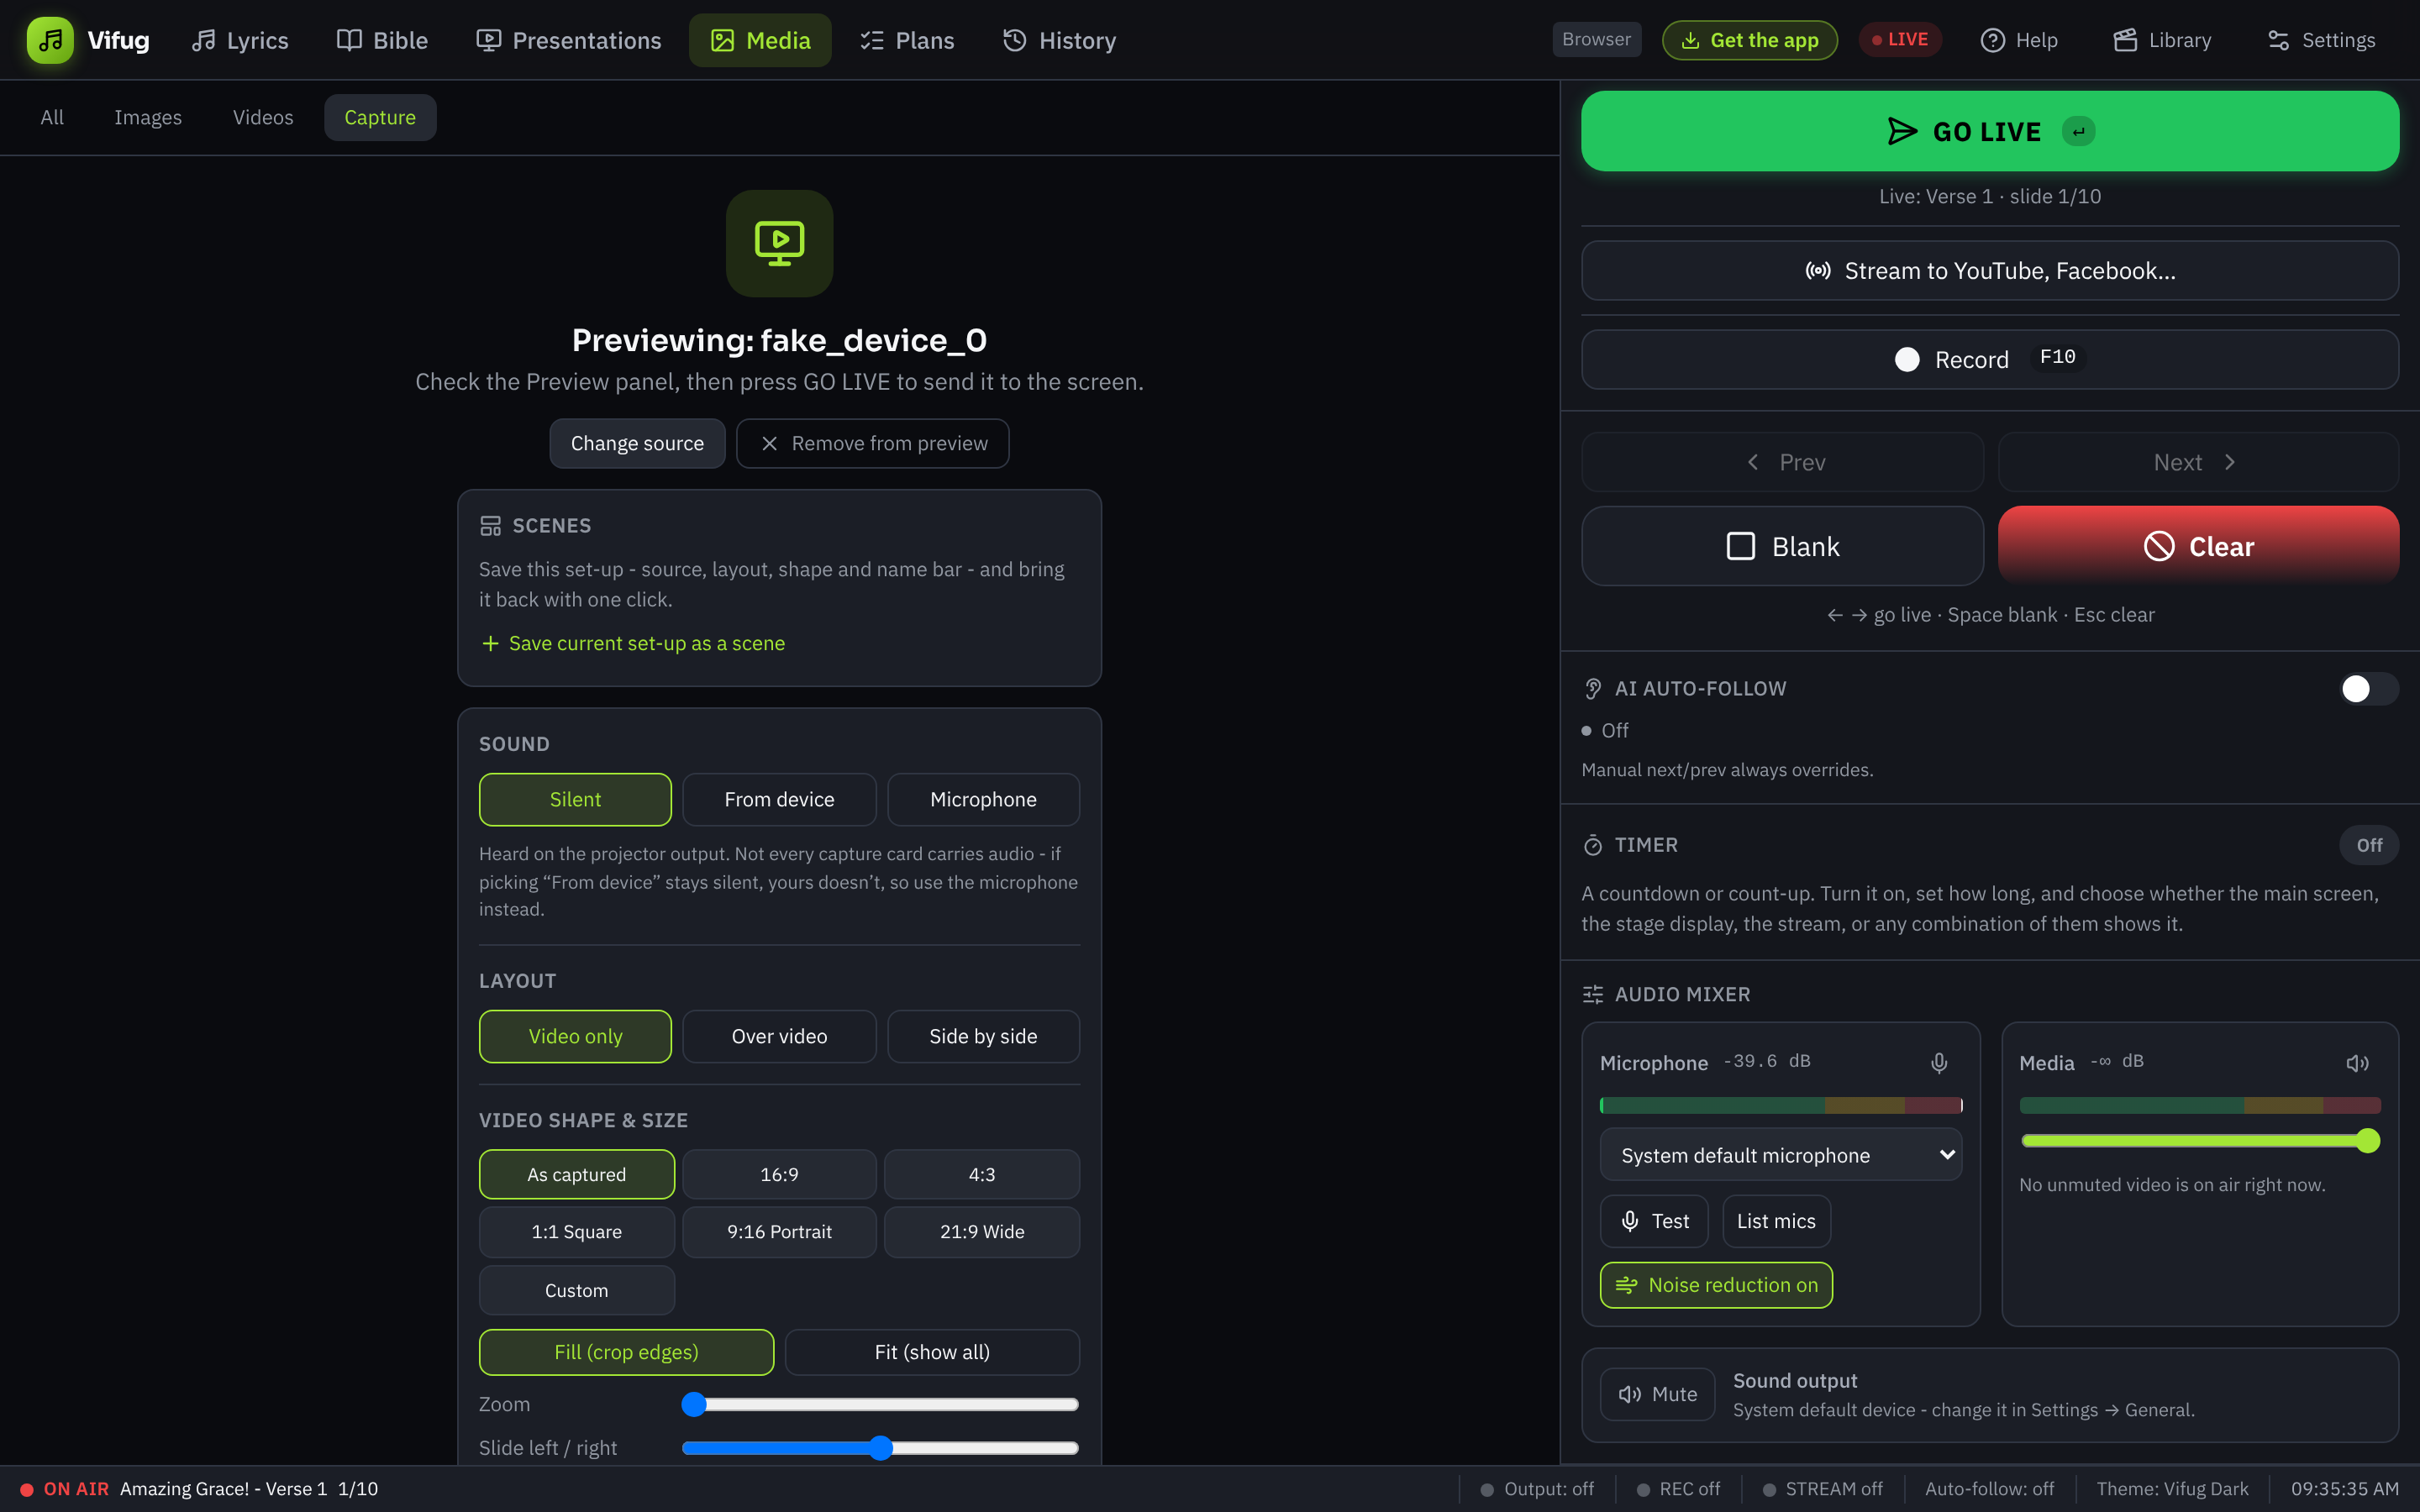 Vifug
Lyrics
Bible
Presentations
Media
Plans
History
Browser
Get the app
LIVE
Help
Library
Settings
All
Images
Videos
Capture
Previewing: fake_device_0
Check the Preview panel, then press GO LIVE to send it to the screen.
Change source
Remove from preview
SCENES
Save this set-up - source, layout, shape and name bar - and bring
it back with one click.
Save current set-up as a scene
SOUND
Silent
From device
Microphone
Heard on the projector output. Not every capture card carries audio - if
picking “From device” stays silent, yours doesn’t, so use the microphone
instead.
LAYOUT
Video only
Over video
Side by side
VIDEO SHAPE & SIZE
As captured
16:9
4:3
1:1 Square
9:16 Portrait
21:9 Wide
Custom
Fill (crop edges)
Fit (show all)
Zoom
Slide left / right
GO LIVE ↵
Live: Verse 1 · slide 1/10
Stream to YouTube, Facebook...
Record F10
Prev
Next
Blank
Clear
← → go live · Space blank · Esc clear
AI AUTO-FOLLOW
Off
Manual next/prev always overrides.
TIMER
Off
A countdown or count-up. Turn it on, set how long, and choose whether the main screen,
the stage display, the stream, or any combination of them shows it.
AUDIO MIXER
Microphone -39.6 dB
System default microphone
Test
List mics
Noise reduction on
Media -∞ dB
No unmuted video is on air right now.
Mute
Sound output
System default device - change it in Settings → General.
ON AIR Amazing Grace! - Verse 1 1/10
Output: off
REC off
STREAM off
Auto-follow: off
Theme: Vifug Dark
09:35:35 AM